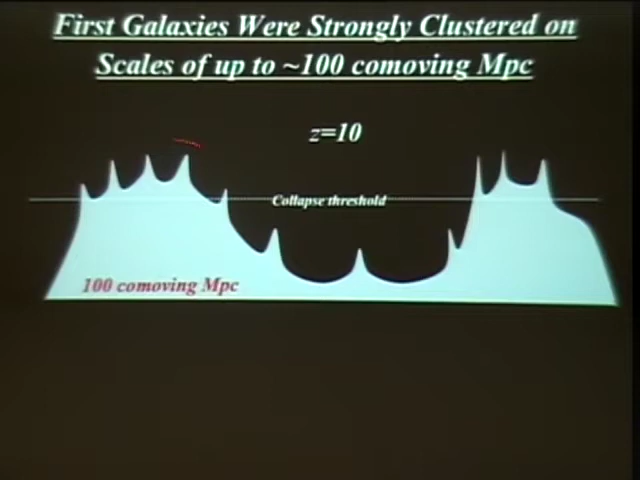 First Galaxies Were Strongly Clustered on
Scales of up to ~100 comoving Mpc
z=10
Collapse threshold
100 comoving Mpc